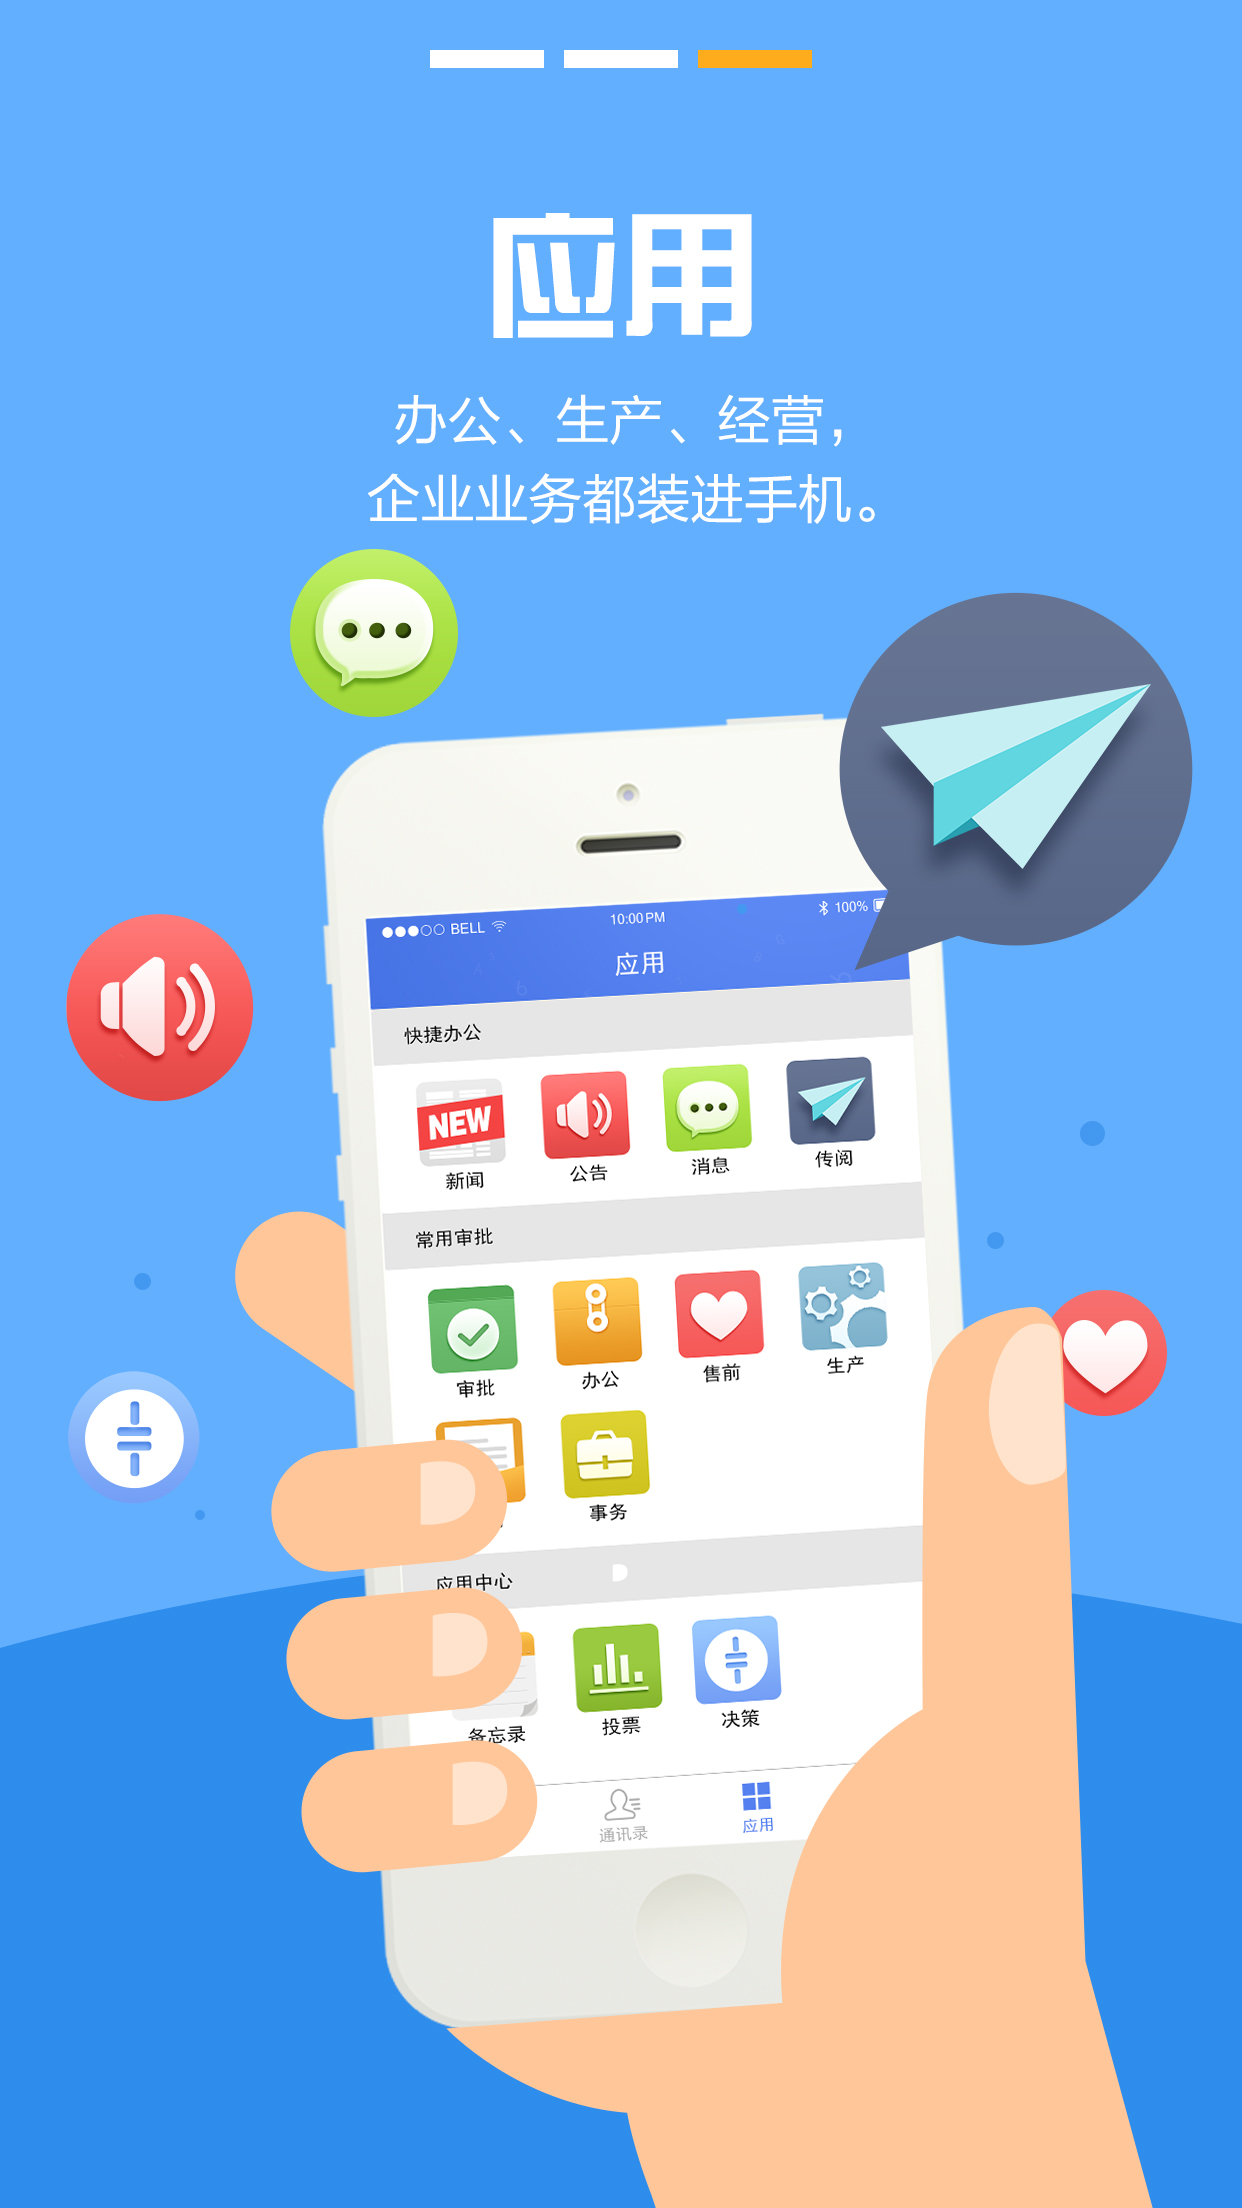 应用
办公、生产、经营，
企业业务都装进手机。
BELL 10:00 PM 100%
应用
快捷办公
NEW
新闻 公告 消息 传阅
常用审批
审批 办公 售前 生产
事务
应用中心
备忘录 投票 决策
通讯录 应用